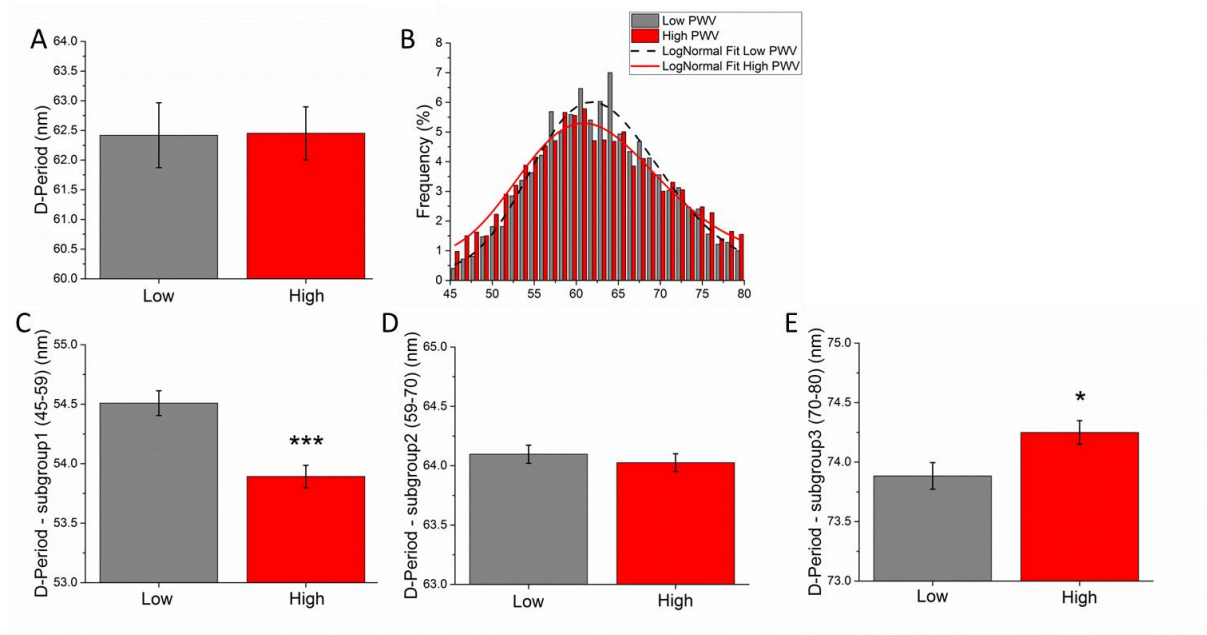 A
D-Period (nm)
64.0
63.5
63.0
62.5
62.0
61.5
61.0
60.5
60.0
Low
High
B
Low PWV
High PWV
LogNormal Fit Low PWV
LogNormal Fit High PWV
Frequency (%)
8
7
6
5
4
3
2
1
0
45
50
55
60
65
70
75
80
C
D-Period - subgroup1 (45-59) (nm)
55.0
54.5
54.0
53.5
53.0
***
Low
High
D
D-Period - subgroup2 (59-70) (nm)
65.0
64.5
64.0
63.5
63.0
Low
High
E
D-Period - subgroup3 (70-80) (nm)
75.0
74.5
74.0
73.5
73.0
*
Low
High